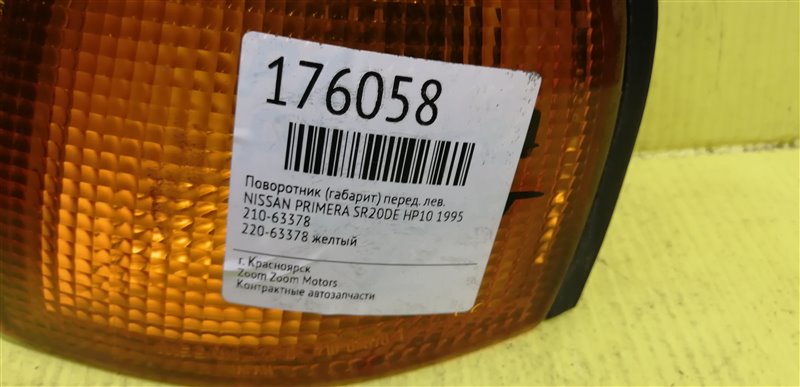 176058
Поворотник (габарит) перед. лев.
NISSAN PRIMERA SR20DE HP10 1995
210-63378
220-63378 желтый
г. Красноярск
Zoom Zoom Motors
Контрактные автозапчасти